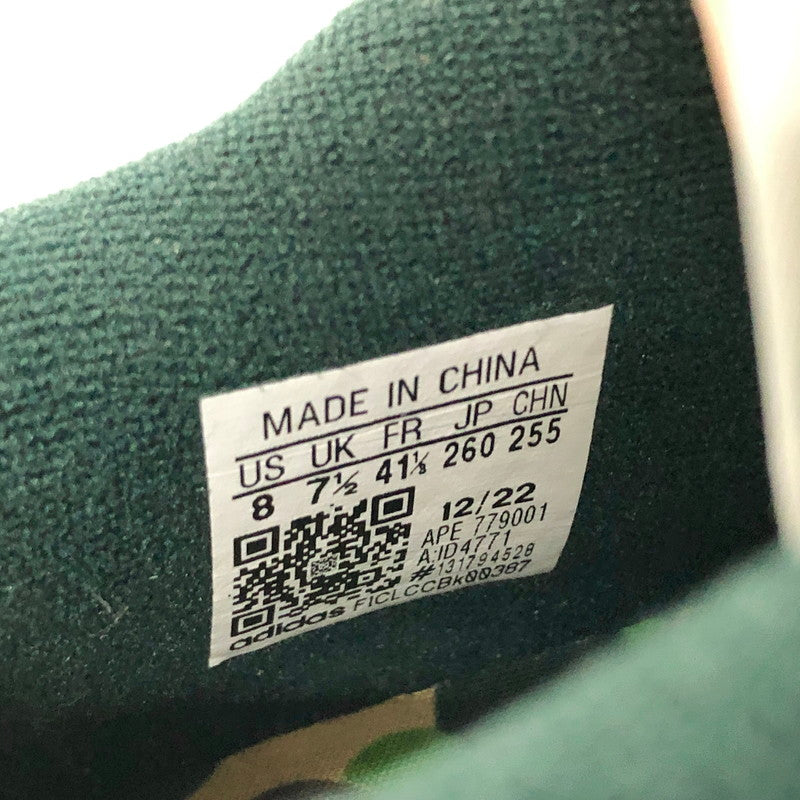 MADE IN CHINA
US UK FR JP CHN
8 7½ 41⅓ 260 255
12/22
APE 779001
A:ID4771
#131794528
adidas FICLCCBK00387